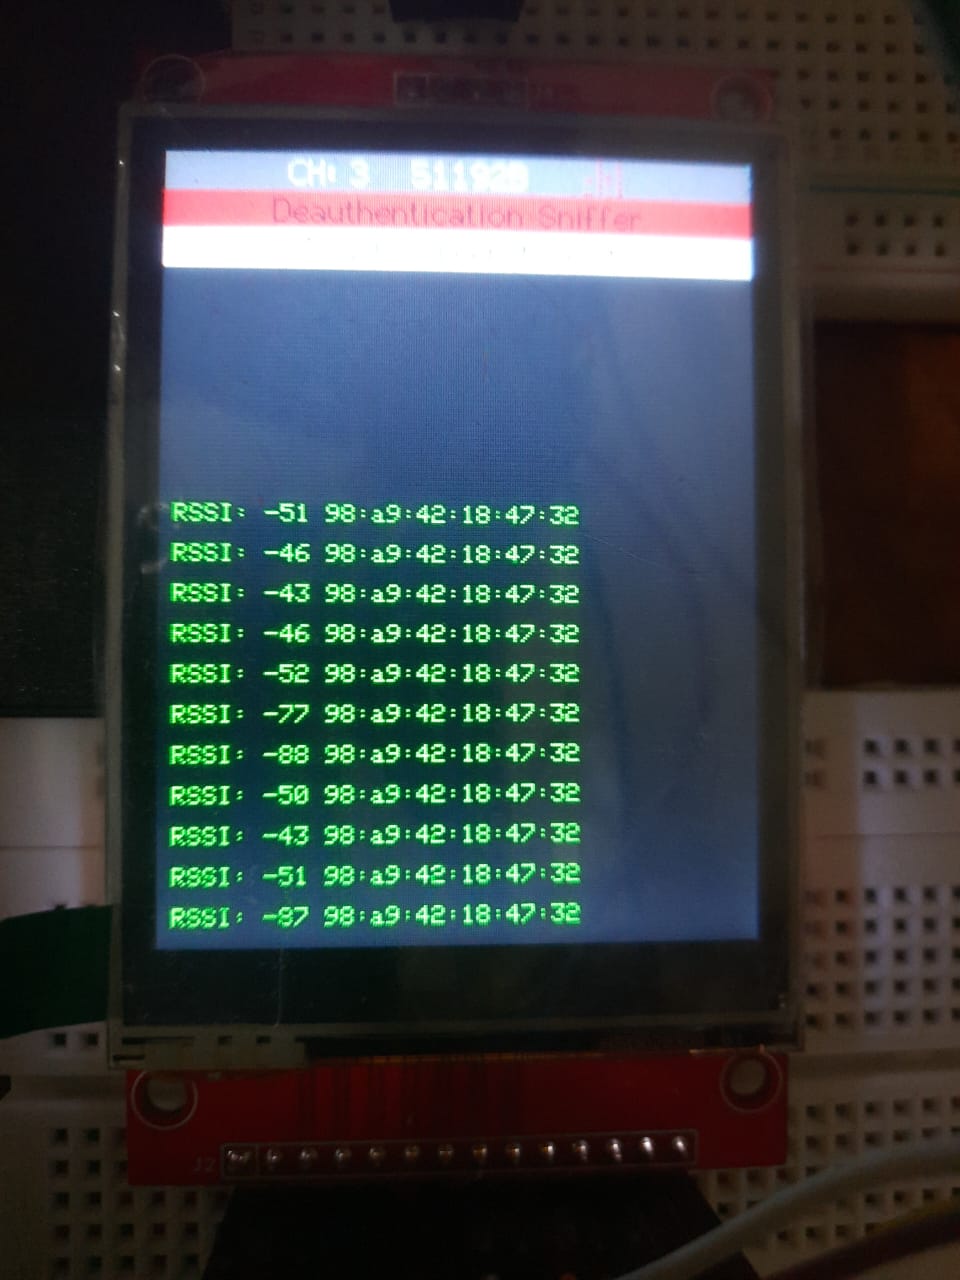 CH: 3 511928
Deauthentication Sniffer
RSSI: -51 98:a9:42:18:47:32
RSSI: -46 98:a9:42:18:47:32
RSSI: -43 98:a9:42:18:47:32
RSSI: -46 98:a9:42:18:47:32
RSSI: -52 98:a9:42:18:47:32
RSSI: -77 98:a9:42:18:47:32
RSSI: -88 98:a9:42:18:47:32
RSSI: -50 98:a9:42:18:47:32
RSSI: -43 98:a9:42:18:47:32
RSSI: -51 98:a9:42:18:47:32
RSSI: -87 98:a9:42:18:47:32
J2